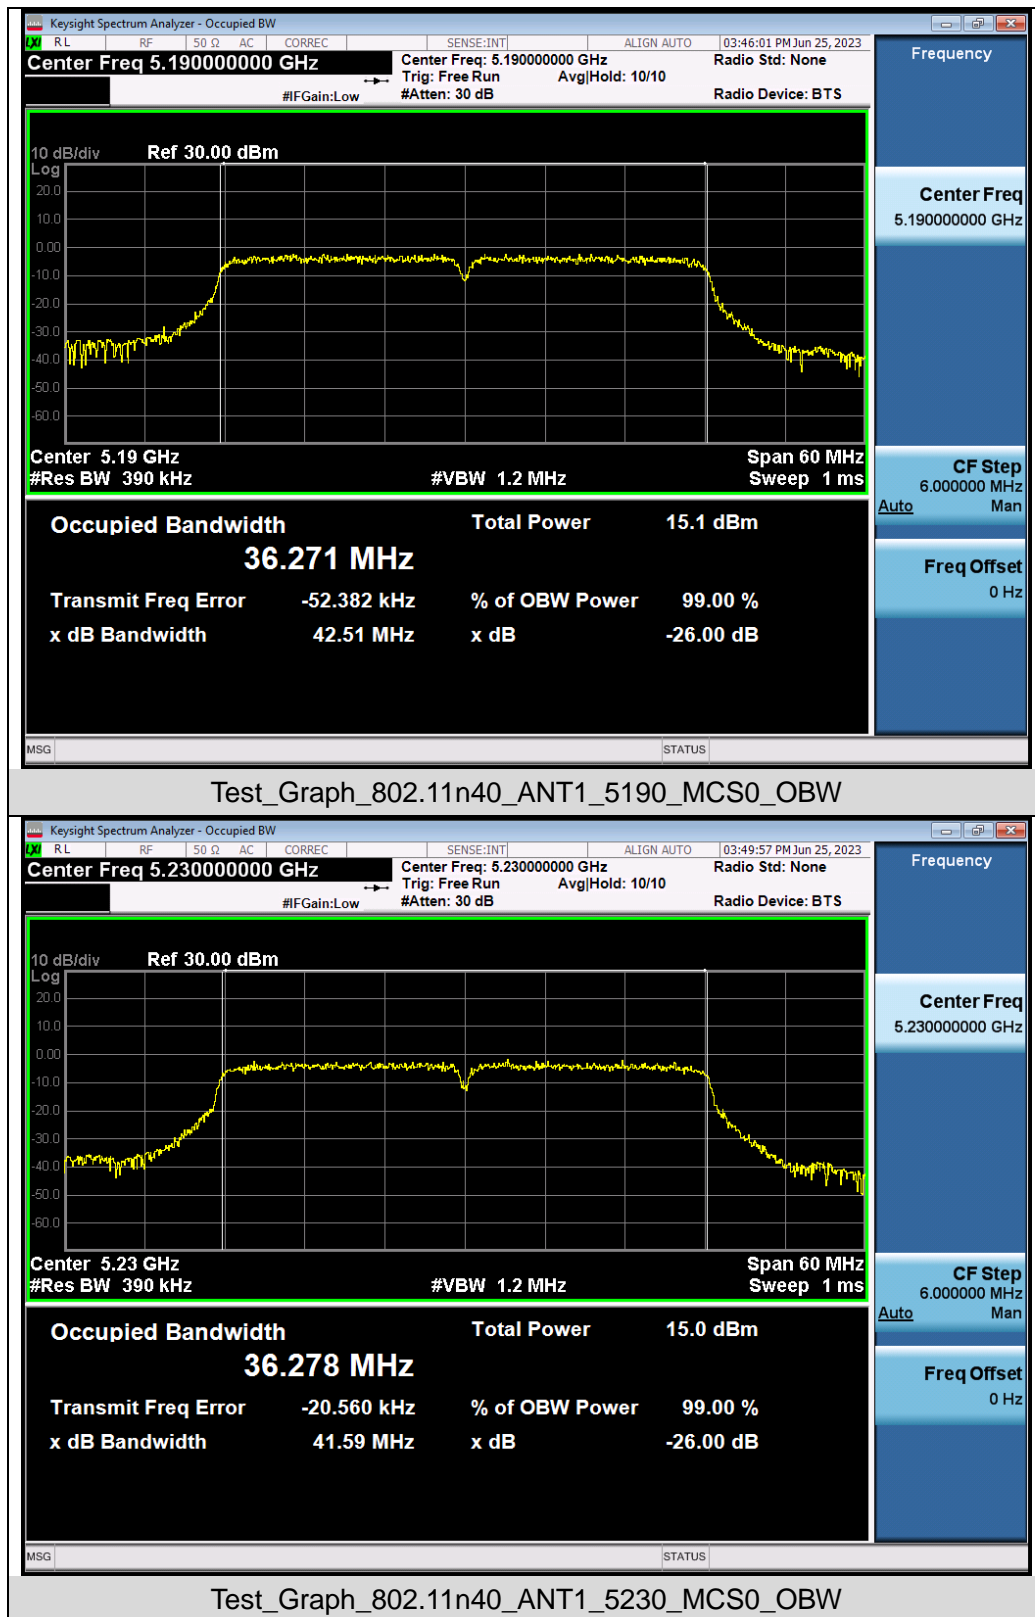 Keysight Spectrum Analyzer - Occupied BW
LXI RL RF 50 Ω AC CORREC SENSE:INT ALIGN AUTO 03:46:01 PM Jun 25, 2023
Center Freq 5.190000000 GHz
Center Freq: 5.190000000 GHz
Radio Std: None
Trig: Free Run Avg|Hold: 10/10
#IFGain:Low
#Atten: 30 dB
Radio Device: BTS
Frequency
10 dB/div Ref 30.00 dBm
Log
20.0
10.0
0.00
-10.0
-20.0
-30.0
-40.0
-50.0
-60.0
Center Freq
5.190000000 GHz
Center 5.19 GHz Span 60 MHz
#Res BW 390 kHz #VBW 1.2 MHz Sweep 1 ms
CF Step
6.000000 MHz
Auto Man
Occupied Bandwidth Total Power 15.1 dBm
36.271 MHz
Transmit Freq Error -52.382 kHz % of OBW Power 99.00 %
x dB Bandwidth 42.51 MHz x dB -26.00 dB
Freq Offset
0 Hz
MSG STATUS
Test_Graph_802.11n40_ANT1_5190_MCS0_OBW
Keysight Spectrum Analyzer - Occupied BW
LXI RL RF 50 Ω AC CORREC SENSE:INT ALIGN AUTO 03:49:57 PM Jun 25, 2023
Center Freq 5.230000000 GHz
Center Freq: 5.230000000 GHz
Radio Std: None
Trig: Free Run Avg|Hold: 10/10
#IFGain:Low
#Atten: 30 dB
Radio Device: BTS
Frequency
10 dB/div Ref 30.00 dBm
Log
20.0
10.0
0.00
-10.0
-20.0
-30.0
-40.0
-50.0
-60.0
Center Freq
5.230000000 GHz
Center 5.23 GHz Span 60 MHz
#Res BW 390 kHz #VBW 1.2 MHz Sweep 1 ms
CF Step
6.000000 MHz
Auto Man
Occupied Bandwidth Total Power 15.0 dBm
36.278 MHz
Transmit Freq Error -20.560 kHz % of OBW Power 99.00 %
x dB Bandwidth 41.59 MHz x dB -26.00 dB
Freq Offset
0 Hz
MSG STATUS
Test_Graph_802.11n40_ANT1_5230_MCS0_OBW